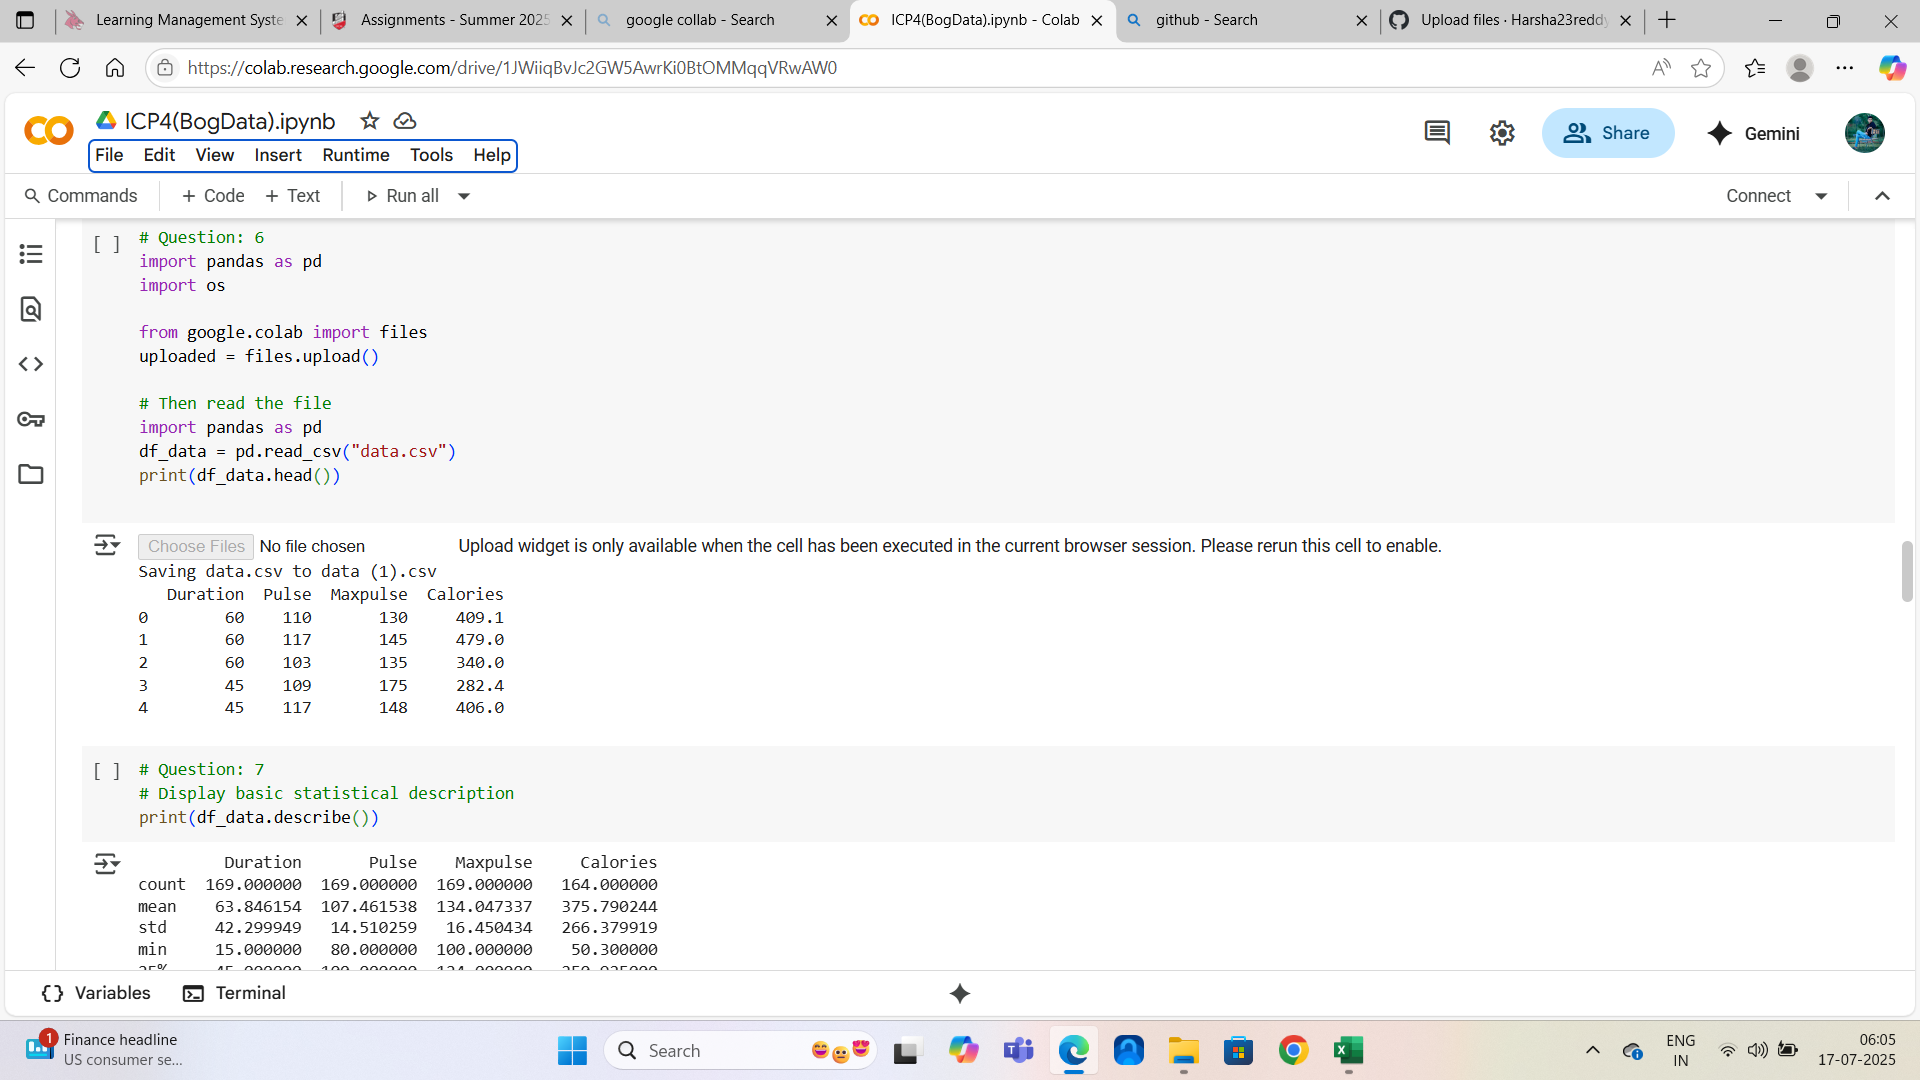 Learning Management Syste
Assignments - Summer 2025
google collab - Search
ICP4(BogData).ipynb - Colab
github - Search
Upload files · Harsha23reddy
https://colab.research.google.com/drive/1JWiiqBvJc2GW5AwrKi0BtOMMqqVRwAW0
ICP4(BogData).ipynb
File Edit View Insert Runtime Tools Help
Share
Gemini
Commands + Code + Text Run all
Connect
[ ] # Question: 6
import pandas as pd
import os
from google.colab import files
uploaded = files.upload()
# Then read the file
import pandas as pd
df_data = pd.read_csv("data.csv")
print(df_data.head())
Choose Files No file chosen Upload widget is only available when the cell has been executed in the current browser session. Please rerun this cell to enable.
Saving data.csv to data (1).csv
Duration Pulse Maxpulse Calories
0 60 110 130 409.1
1 60 117 145 479.0
2 60 103 135 340.0
3 45 109 175 282.4
4 45 117 148 406.0
[ ] # Question: 7
# Display basic statistical description
print(df_data.describe())
Duration Pulse Maxpulse Calories
count 169.000000 169.000000 169.000000 164.000000
mean 63.846154 107.461538 134.047337 375.790244
std 42.299949 14.510259 16.450434 266.379919
min 15.000000 80.000000 100.000000 50.300000
25% 45.000000 100.000000 124.000000 250.925000
Variables Terminal
1
Finance headline
US consumer se...
Search
ENG
IN
06:05
17-07-2025